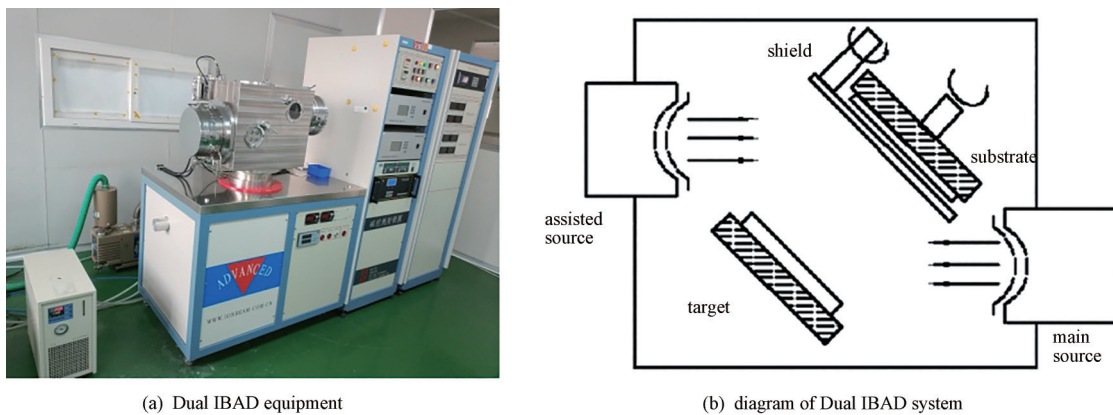 ADVANCED
WWW.IONBEAM.COM.CN
shield
substrate
assisted
source
target
main
source
(a) Dual IBAD equipment
(b) diagram of Dual IBAD system